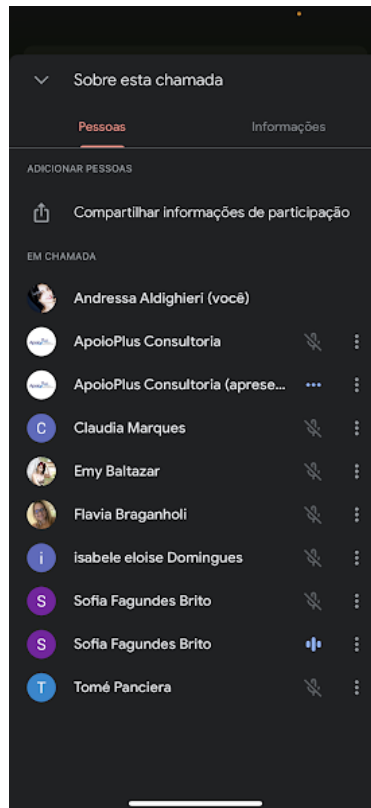 Sobre esta chamada
Pessoas
Informações
ADICIONAR PESSOAS
Compartilhar informações de participação
EM CHAMADA
Andressa Aldighieri (você)
ApoioPlus Consultoria
ApoioPlus Consultoria (aprese...
C Claudia Marques
Emy Baltazar
Flavia Braganholi
i isabele eloise Domingues
S Sofia Fagundes Brito
S Sofia Fagundes Brito
T Tomé Panciera